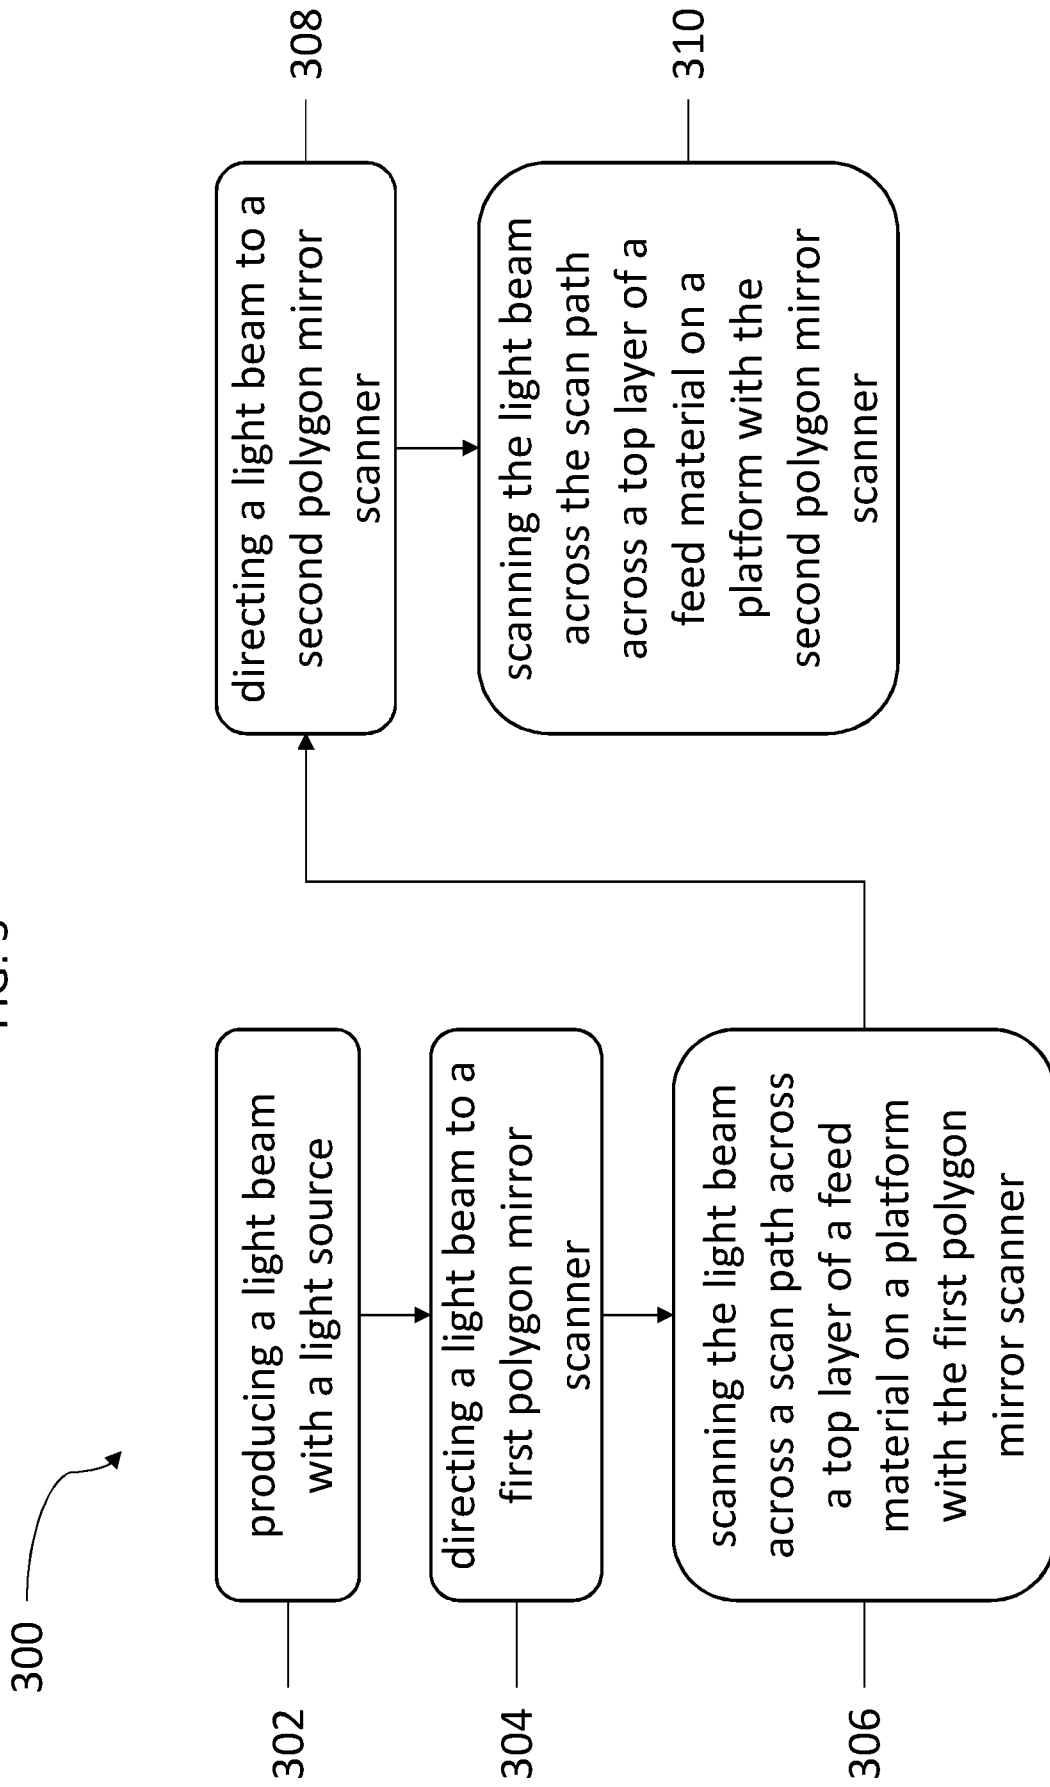 FIG. 3
300
302
producing a light beam
with a light source
304
directing a light beam to a
first polygon mirror
scanner
306
scanning the light beam
across a scan path across
a top layer of a feed
material on a platform
with the first polygon
mirror scanner
directing a light beam to a
second polygon mirror
scanner
308
scanning the light beam
across the scan path
across a top layer of a
feed material on a
platform with the
second polygon mirror
scanner
310